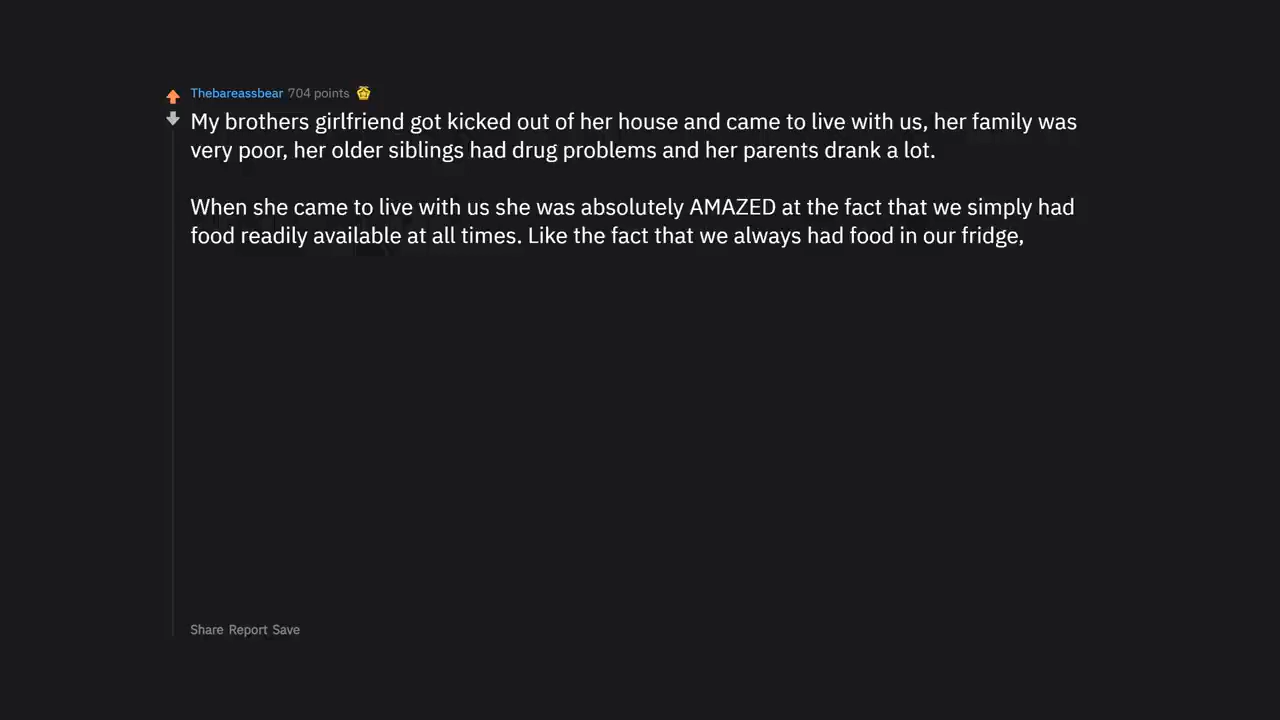 Thebareassbear 704 points
My brothers girlfriend got kicked out of her house and came to live with us, her family was
very poor, her older siblings had drug problems and her parents drank a lot.
When she came to live with us she was absolutely AMAZED at the fact that we simply had
food readily available at all times. Like the fact that we always had food in our fridge,
Share Report Save